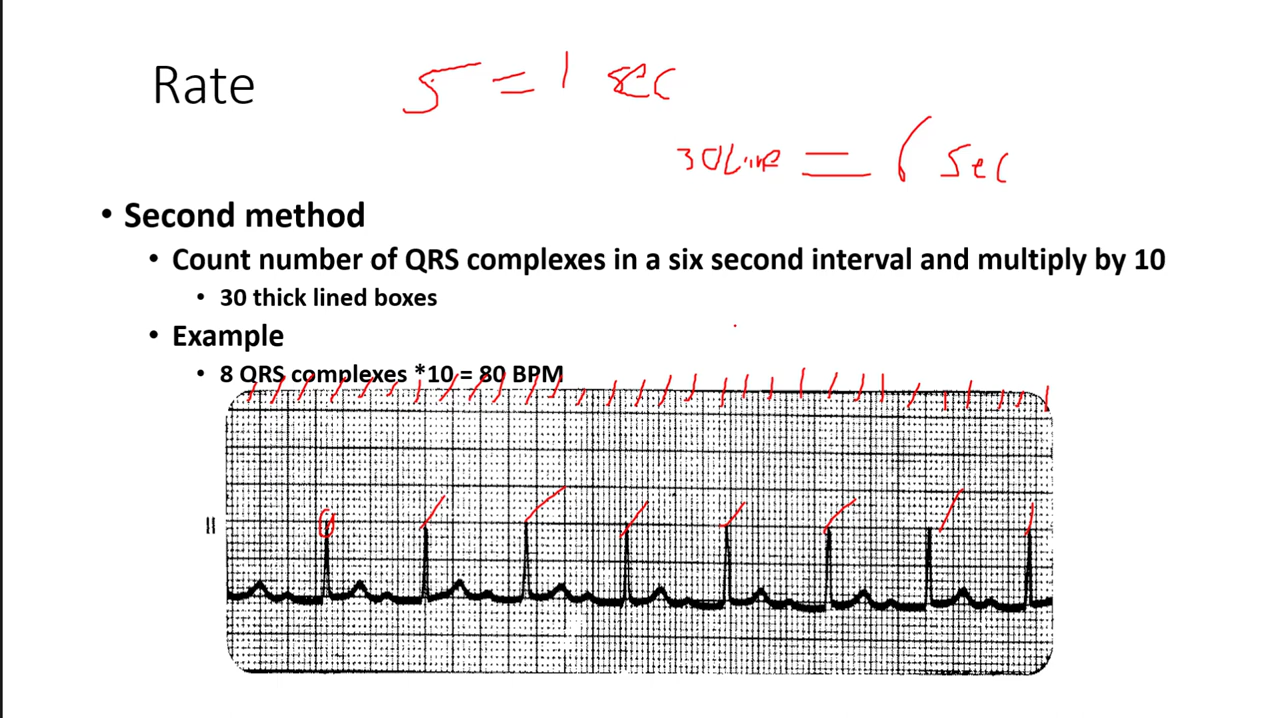 Rate
5 = 1 sec
30 Line = 6 sec
• Second method
• Count number of QRS complexes in a six second interval and multiply by 10
• 30 thick lined boxes
• Example
• 8 QRS complexes *10 = 80 BPM
II